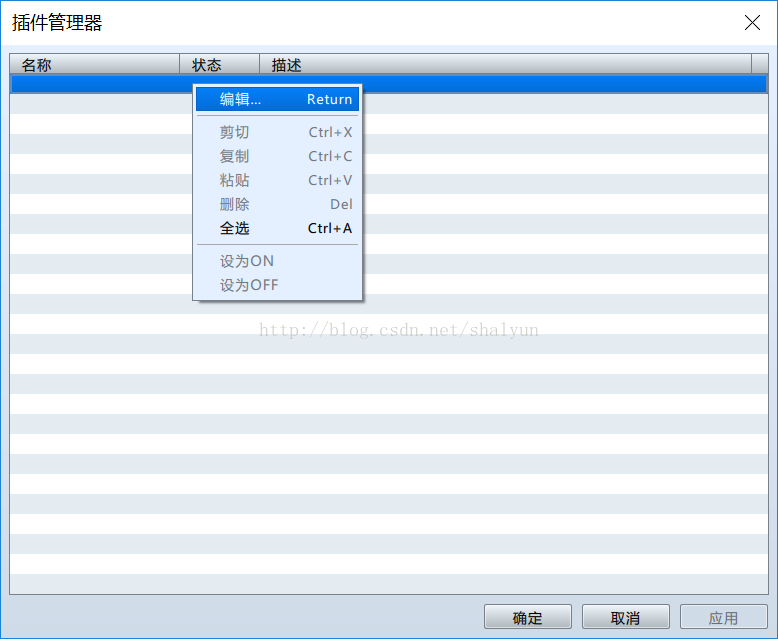 插件管理器
名称 状态 描述
编辑... Return
剪切 Ctrl+X
复制 Ctrl+C
粘贴 Ctrl+V
删除 Del
全选 Ctrl+A
设为ON
设为OFF
http://blog.csdn.net/shalyun
确定 取消 应用